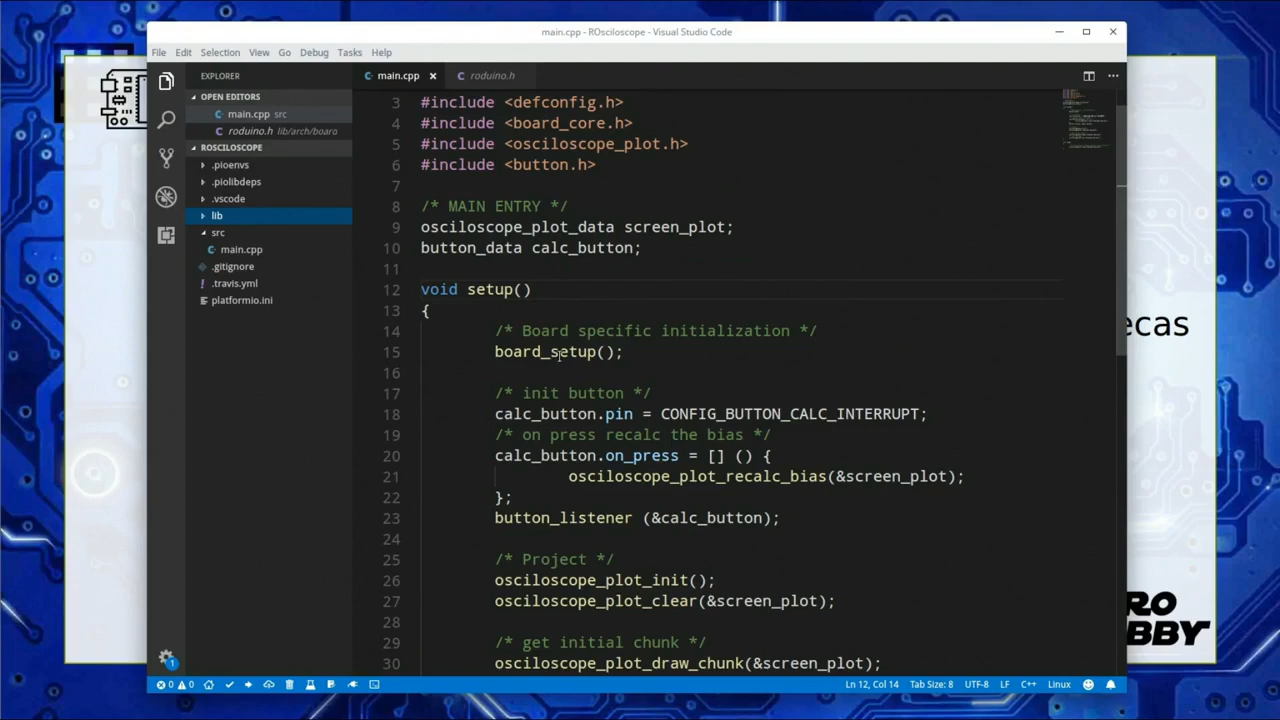 main.cpp - ROsciloscope - Visual Studio Code
File Edit Selection View Go Debug Tasks Help
EXPLORER
OPEN EDITORS
main.cpp src
roduino.h lib/arch/board
ROSCILOSCOPE
.pioenvs
.piolibdeps
.vscode
lib
src
main.cpp
.gitignore
.travis.yml
platformio.ini
main.cpp roduino.h
3 #include <defconfig.h>
4 #include <board_core.h>
5 #include <osciloscope_plot.h>
6 #include <button.h>
7
8 /* MAIN ENTRY */
9 osciloscope_plot_data screen_plot;
10 button_data calc_button;
11
12 void setup()
13 {
14 /* Board specific initialization */
15 board_setup();
16
17 /* init button */
18 calc_button.pin = CONFIG_BUTTON_CALC_INTERRUPT;
19 /* on press recalc the bias */
20 calc_button.on_press = [] () {
21 osciloscope_plot_recalc_bias(&screen_plot);
22 };
23 button_listener (&calc_button);
24
25 /* Project */
26 osciloscope_plot_init();
27 osciloscope_plot_clear(&screen_plot);
28
29 /* get initial chunk */
30 osciloscope_plot_draw_chunk(&screen_plot);
ecas
RO
BBY
1
0 0 Ln 12, Col 14 Tab Size: 8 UTF-8 LF C++ Linux